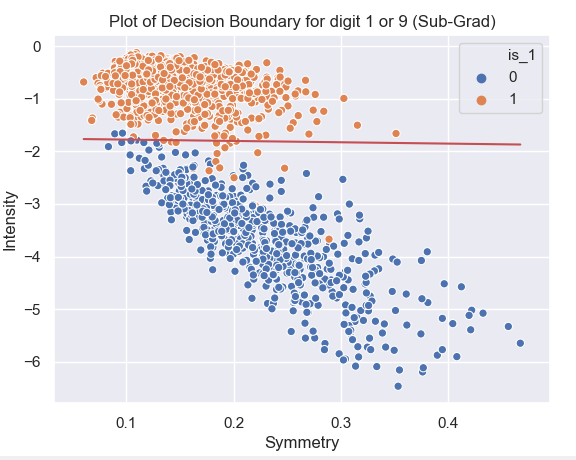 Plot of Decision Boundary for digit 1 or 9 (Sub-Grad)
is_1
0
1
0
−1
−2
−3
−4
−5
−6
Intensity
0.1 0.2 0.3 0.4
Symmetry